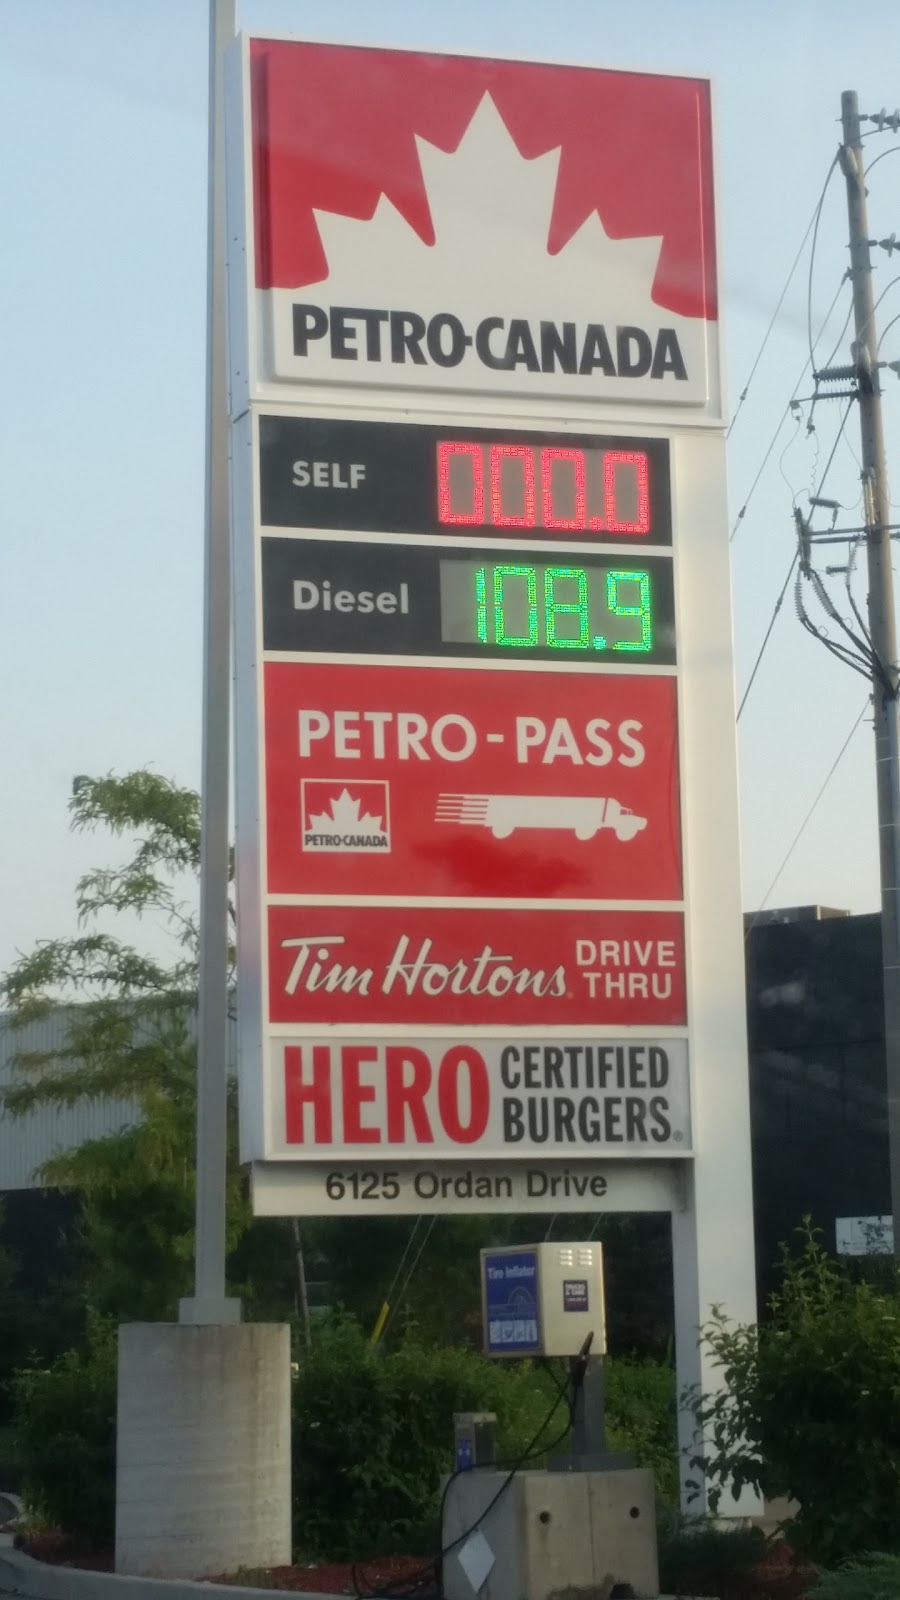 PETRO-CANADA
SELF 000.0
Diesel 108.9
PETRO-PASS
PETRO-CANADA
Tim Hortons DRIVE THRU
HERO CERTIFIED BURGERS
6125 Ordan Drive
Tire Inflator